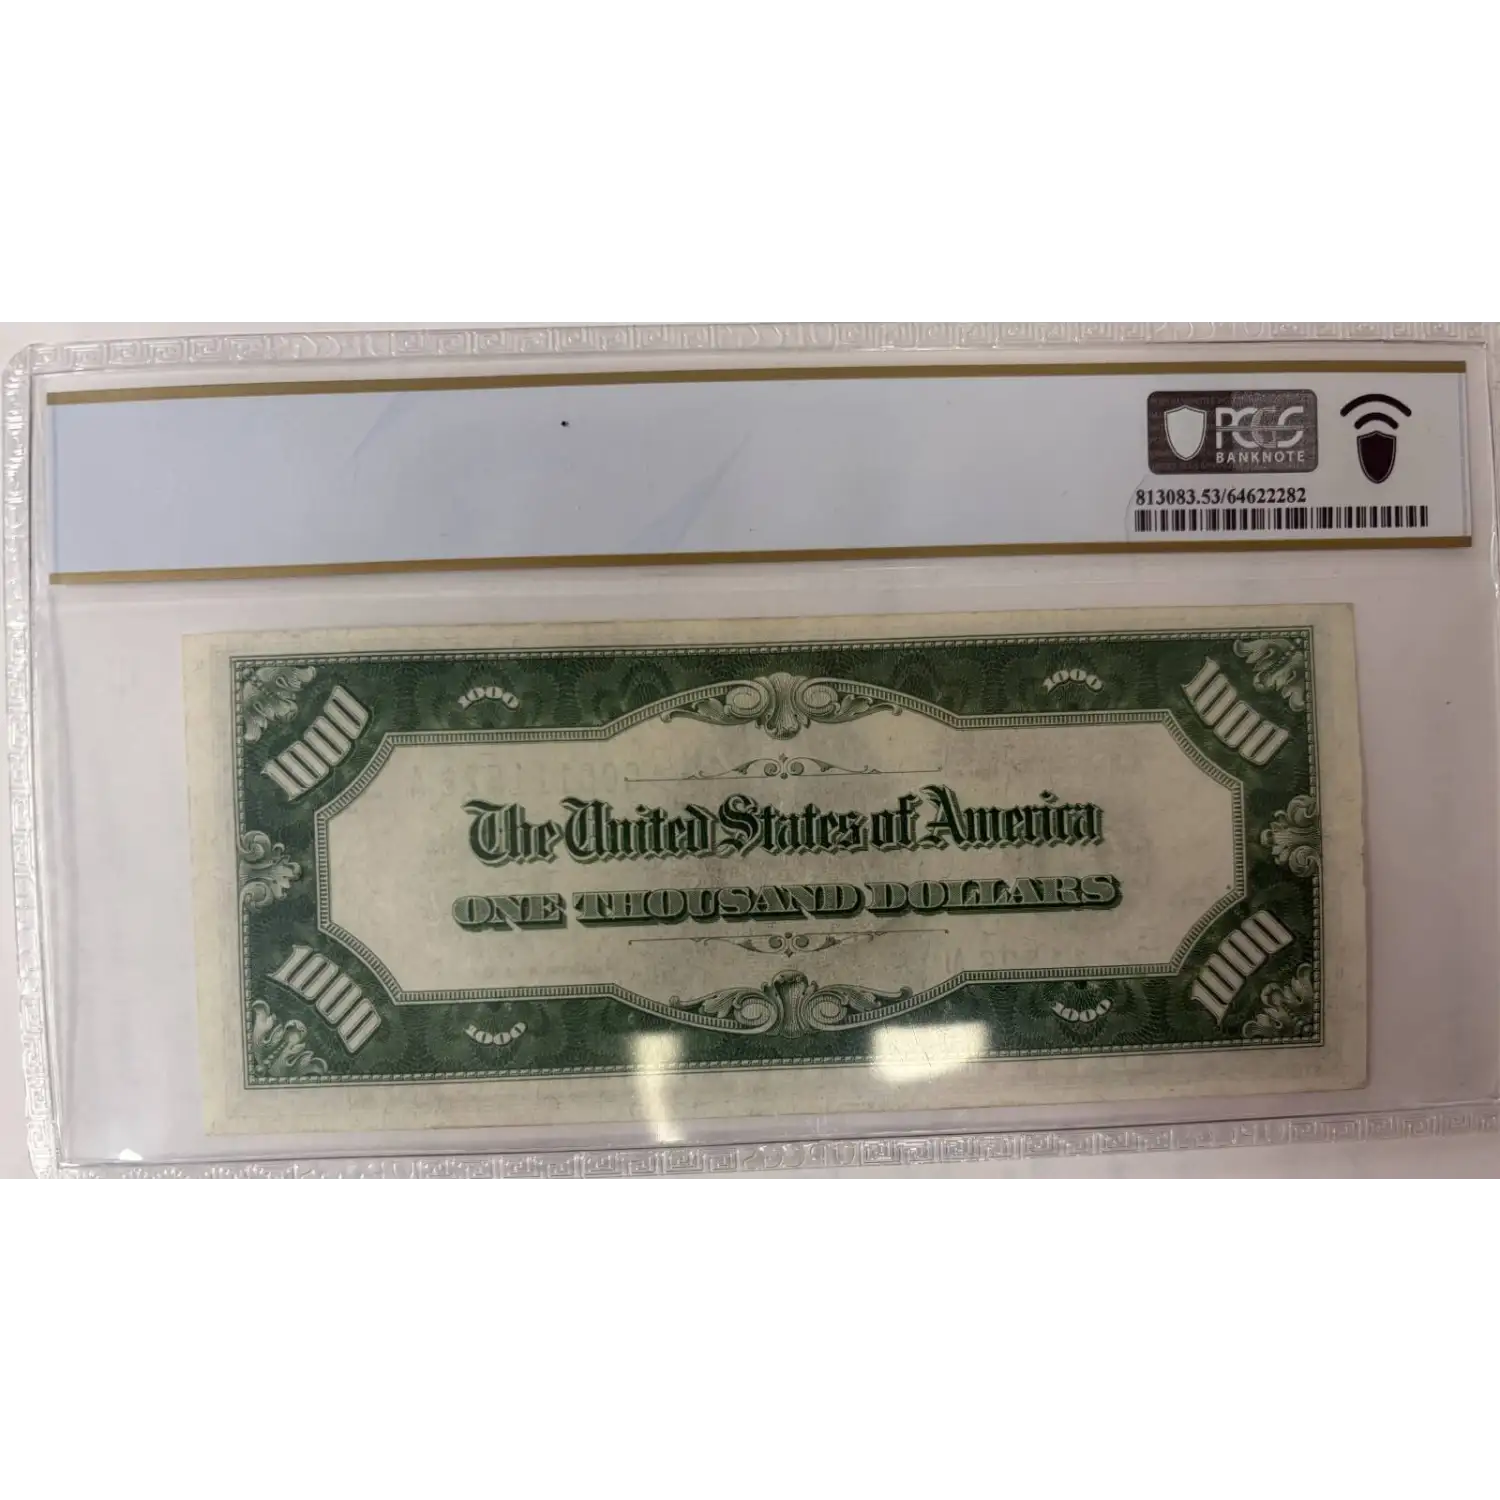 PCGS
BANKNOTE
813083.53/64622282
1000 1000 1000 1000
The United States of America
ONE THOUSAND DOLLARS
1000 1000 1000 1000